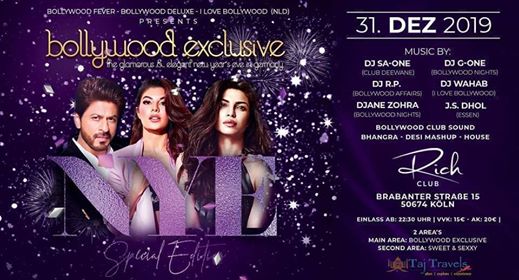 BOLLYWOOD FEVER - BOLLYWOOD DELUXE - I LOVE BOLLYWOOD (NLD)
PRESENTS
bollywood exclusive
the glamorous & elegant new year's eve in germany
NYE
Special Editi
31. DEZ 2019
MUSIC BY:
DJ SA-ONE
(CLUB DEEWANE)
DJ G-ONE
(BOLLYWOOD NIGHTS)
DJ R.P.
(BOLLYWOOD AFFAIRS)
DJ WAHAB
(I LOVE BOLLYWOOD)
DJANE ZOHRA
(BOLLYWOOD NIGHTS)
J.S. DHOL
(ESSEN)
BOLLYWOOD CLUB SOUND
BHANGRA - DESI MASHUP - HOUSE
Rich
CLUB
BRABANTER STRAßE 15
50674 KÖLN
EINLASS AB: 22:30 UHR | VVK: 15€ - AK: 20€ |
2 AREA'S
MAIN AREA: BOLLYWOOD EXCLUSIVE
SECOND AREA: SWEET & SEXXY
Taj Travels